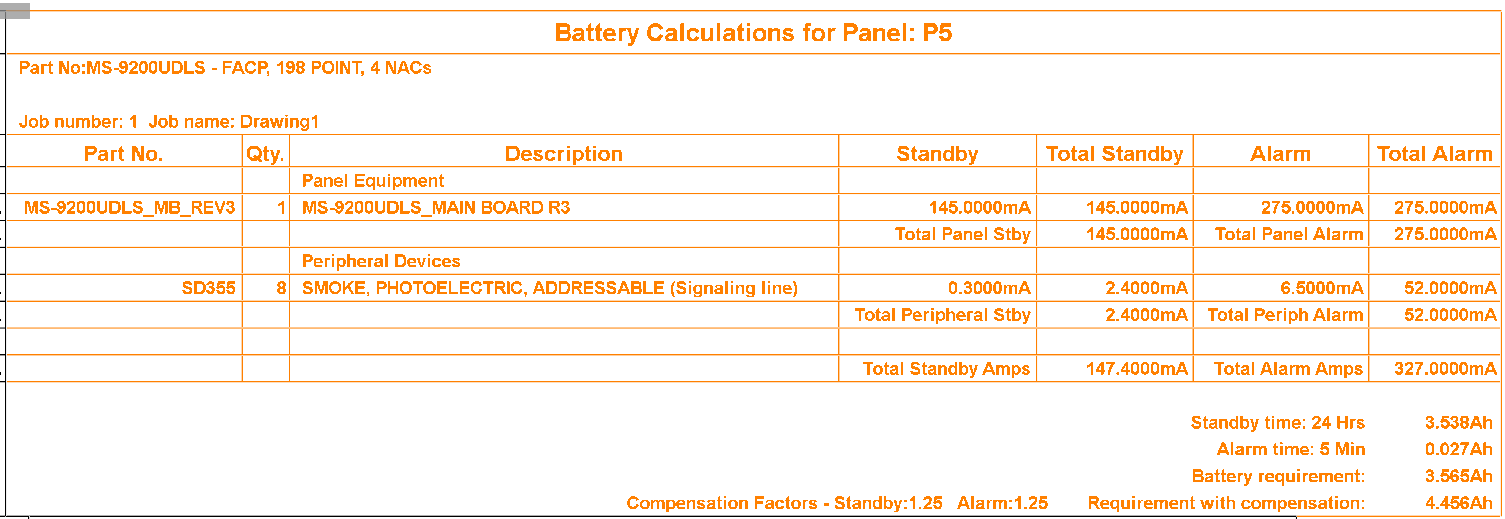 Battery Calculations for Panel: P5
Part No:MS-9200UDLS - FACP, 198 POINT, 4 NACs
Job number: 1 Job name: Drawing1
Part No. Qty. Description Standby Total Standby Alarm Total Alarm
Panel Equipment
MS-9200UDLS_MB_REV3 1 MS-9200UDLS_MAIN BOARD R3 145.0000mA 145.0000mA 275.0000mA 275.0000mA
Total Panel Stby 145.0000mA Total Panel Alarm 275.0000mA
Peripheral Devices
SD355 8 SMOKE, PHOTOELECTRIC, ADDRESSABLE (Signaling line) 0.3000mA 2.4000mA 6.5000mA 52.0000mA
Total Peripheral Stby 2.4000mA Total Periph Alarm 52.0000mA
Total Standby Amps 147.4000mA Total Alarm Amps 327.0000mA
Standby time: 24 Hrs 3.538Ah
Alarm time: 5 Min 0.027Ah
Battery requirement: 3.565Ah
Compensation Factors - Standby:1.25 Alarm:1.25 Requirement with compensation: 4.456Ah